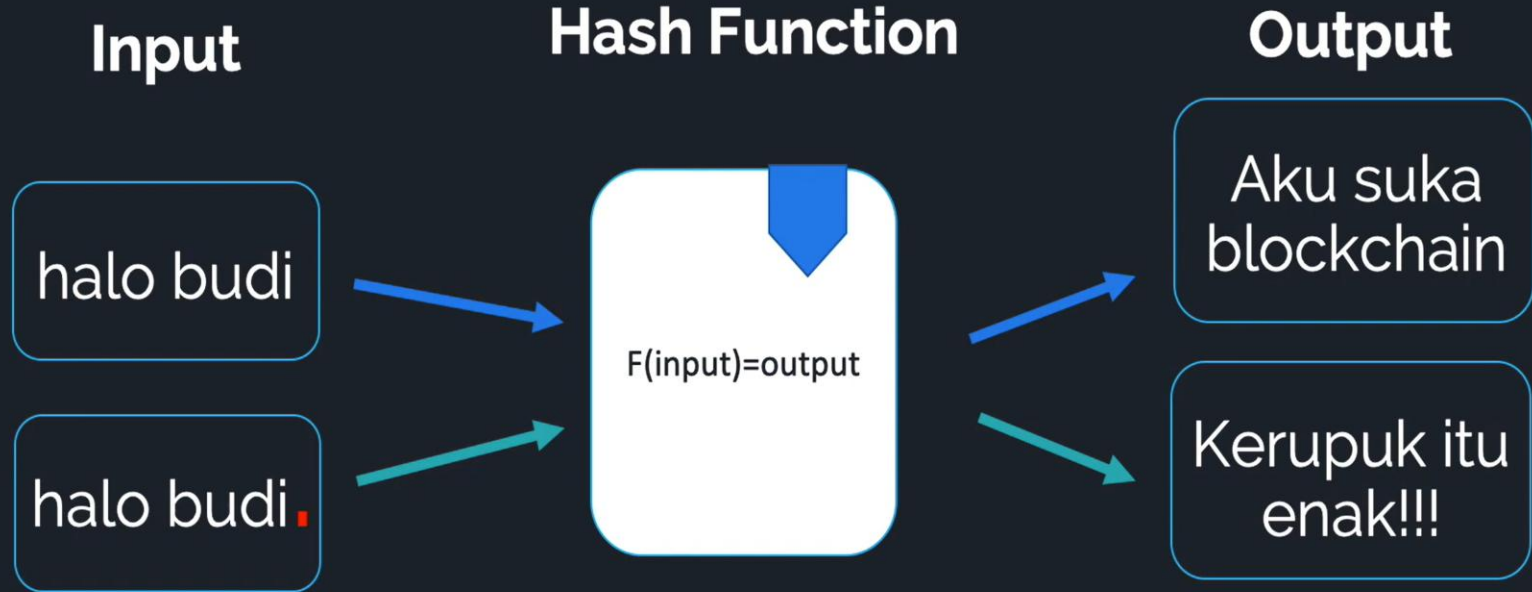 Input
Hash Function
Output
halo budi
halo budi.
F(input)=output
Aku suka
blockchain
Kerupuk itu
enak!!!